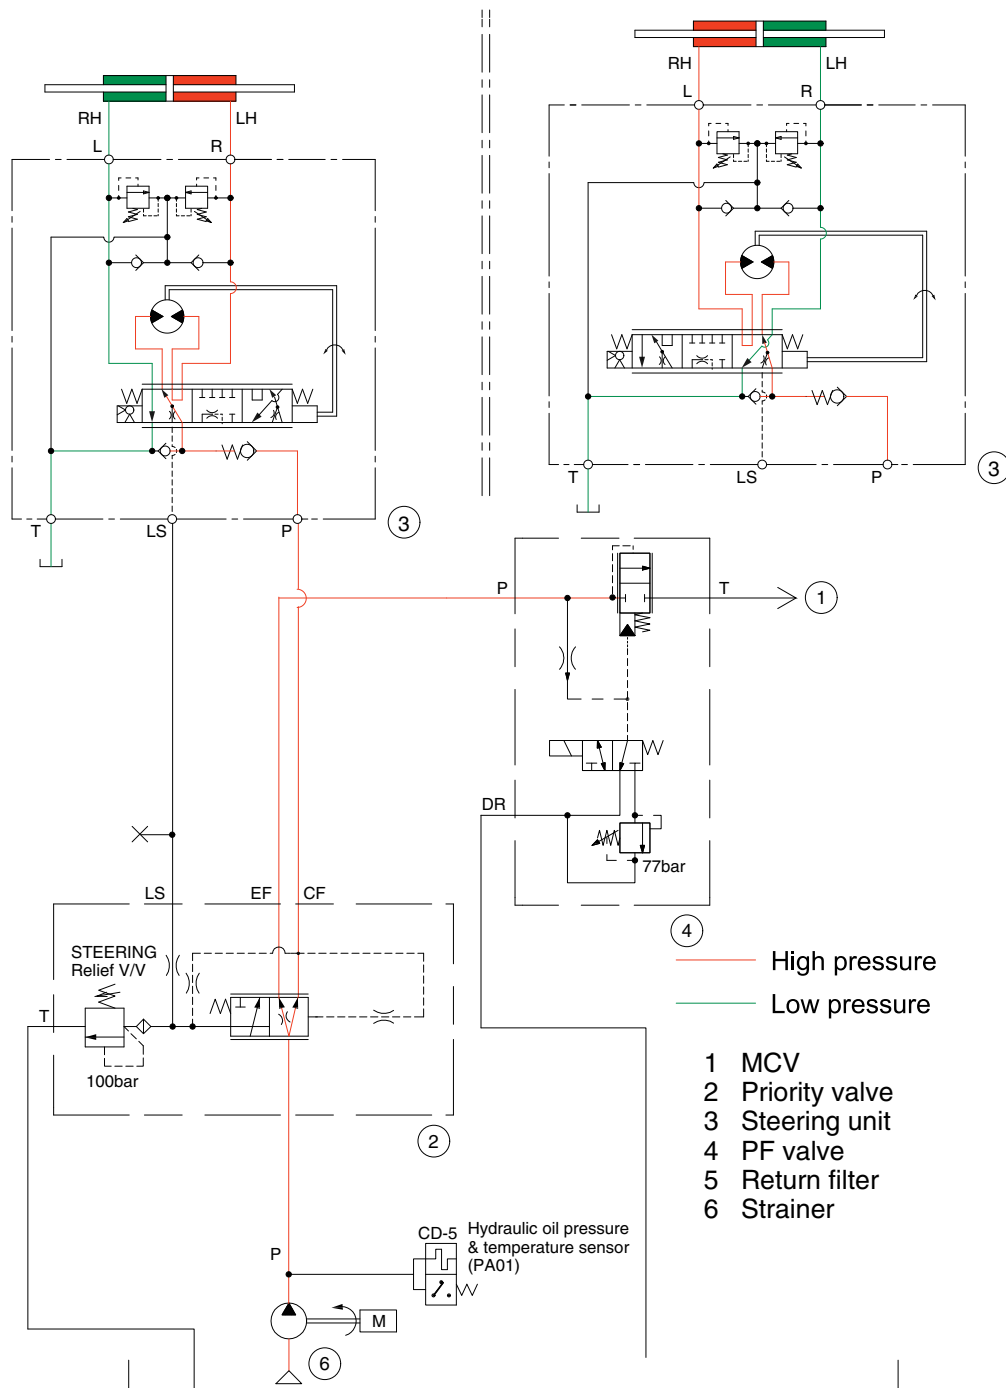 RH
LH
L
R
RH
LH
L
R
T
LS
P
3
T
LS
P
3
P
T
1
DR
77bar
4
LS
EF
CF
STEERING
Relief V/V
T
100bar
2
High pressure
Low pressure
1 MCV
2 Priority valve
3 Steering unit
4 PF valve
5 Return filter
6 Strainer
CD-5
Hydraulic oil pressure
& temperature sensor
(PA01)
P
M
6